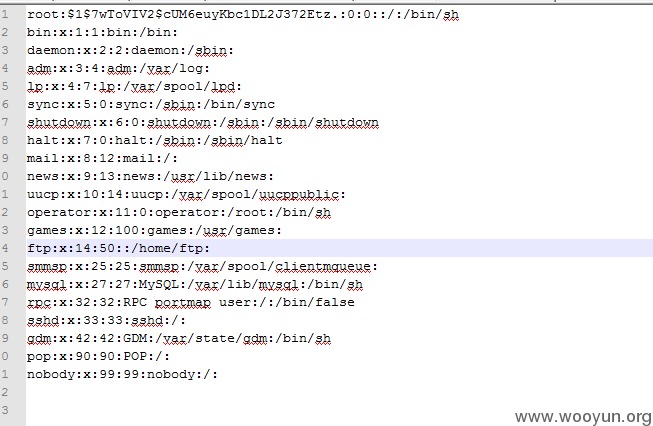 1 root:$1$7wToVIV2$cUM6euyKbc1DL2J372Etz.:0:0::/:/bin/sh
2 bin:x:1:1:bin:/bin:
3 daemon:x:2:2:daemon:/sbin:
4 adm:x:3:4:adm:/var/log:
5 lp:x:4:7:lp:/var/spool/lpd:
6 sync:x:5:0:sync:/sbin:/bin/sync
7 shutdown:x:6:0:shutdown:/sbin:/sbin/shutdown
8 halt:x:7:0:halt:/sbin:/sbin/halt
9 mail:x:8:12:mail:/:
0 news:x:9:13:news:/usr/lib/news:
1 uucp:x:10:14:uucp:/var/spool/uucppublic:
2 operator:x:11:0:operator:/root:/bin/sh
3 games:x:12:100:games:/usr/games:
4 ftp:x:14:50::/home/ftp:
5 smmsp:x:25:25:smmsp:/var/spool/clientmqueue:
6 mysql:x:27:27:MySQL:/var/lib/mysql:/bin/sh
7 rpc:x:32:32:RPC portmap user:/:/bin/false
8 sshd:x:33:33:sshd:/:
9 gdm:x:42:42:GDM:/var/state/gdm:/bin/sh
0 pop:x:90:90:POP:/:
1 nobody:x:99:99:nobody:/:
2
3
www.wooyun.org